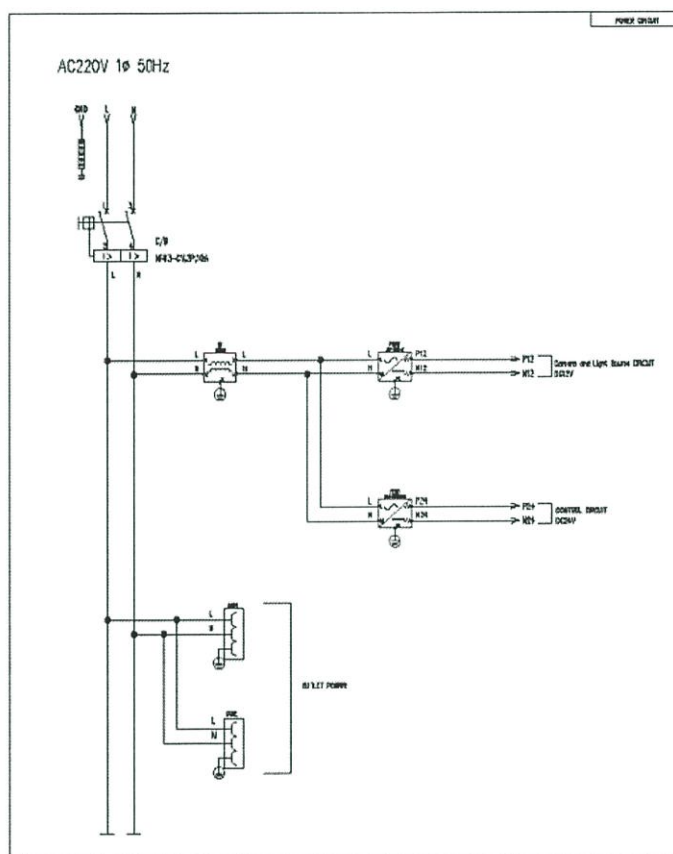 POWER CIRCUIT
AC220V 1ø 50Hz
GND L N
C/B
L N
L L
N N
L P12
N N12
P12
N12
Camera and Light Source CIRCUIT
DC12V
L P24
N N24
P24
N24
CONTROL CIRCUIT
DC24V
L
N
OUTLET POWER
L
N